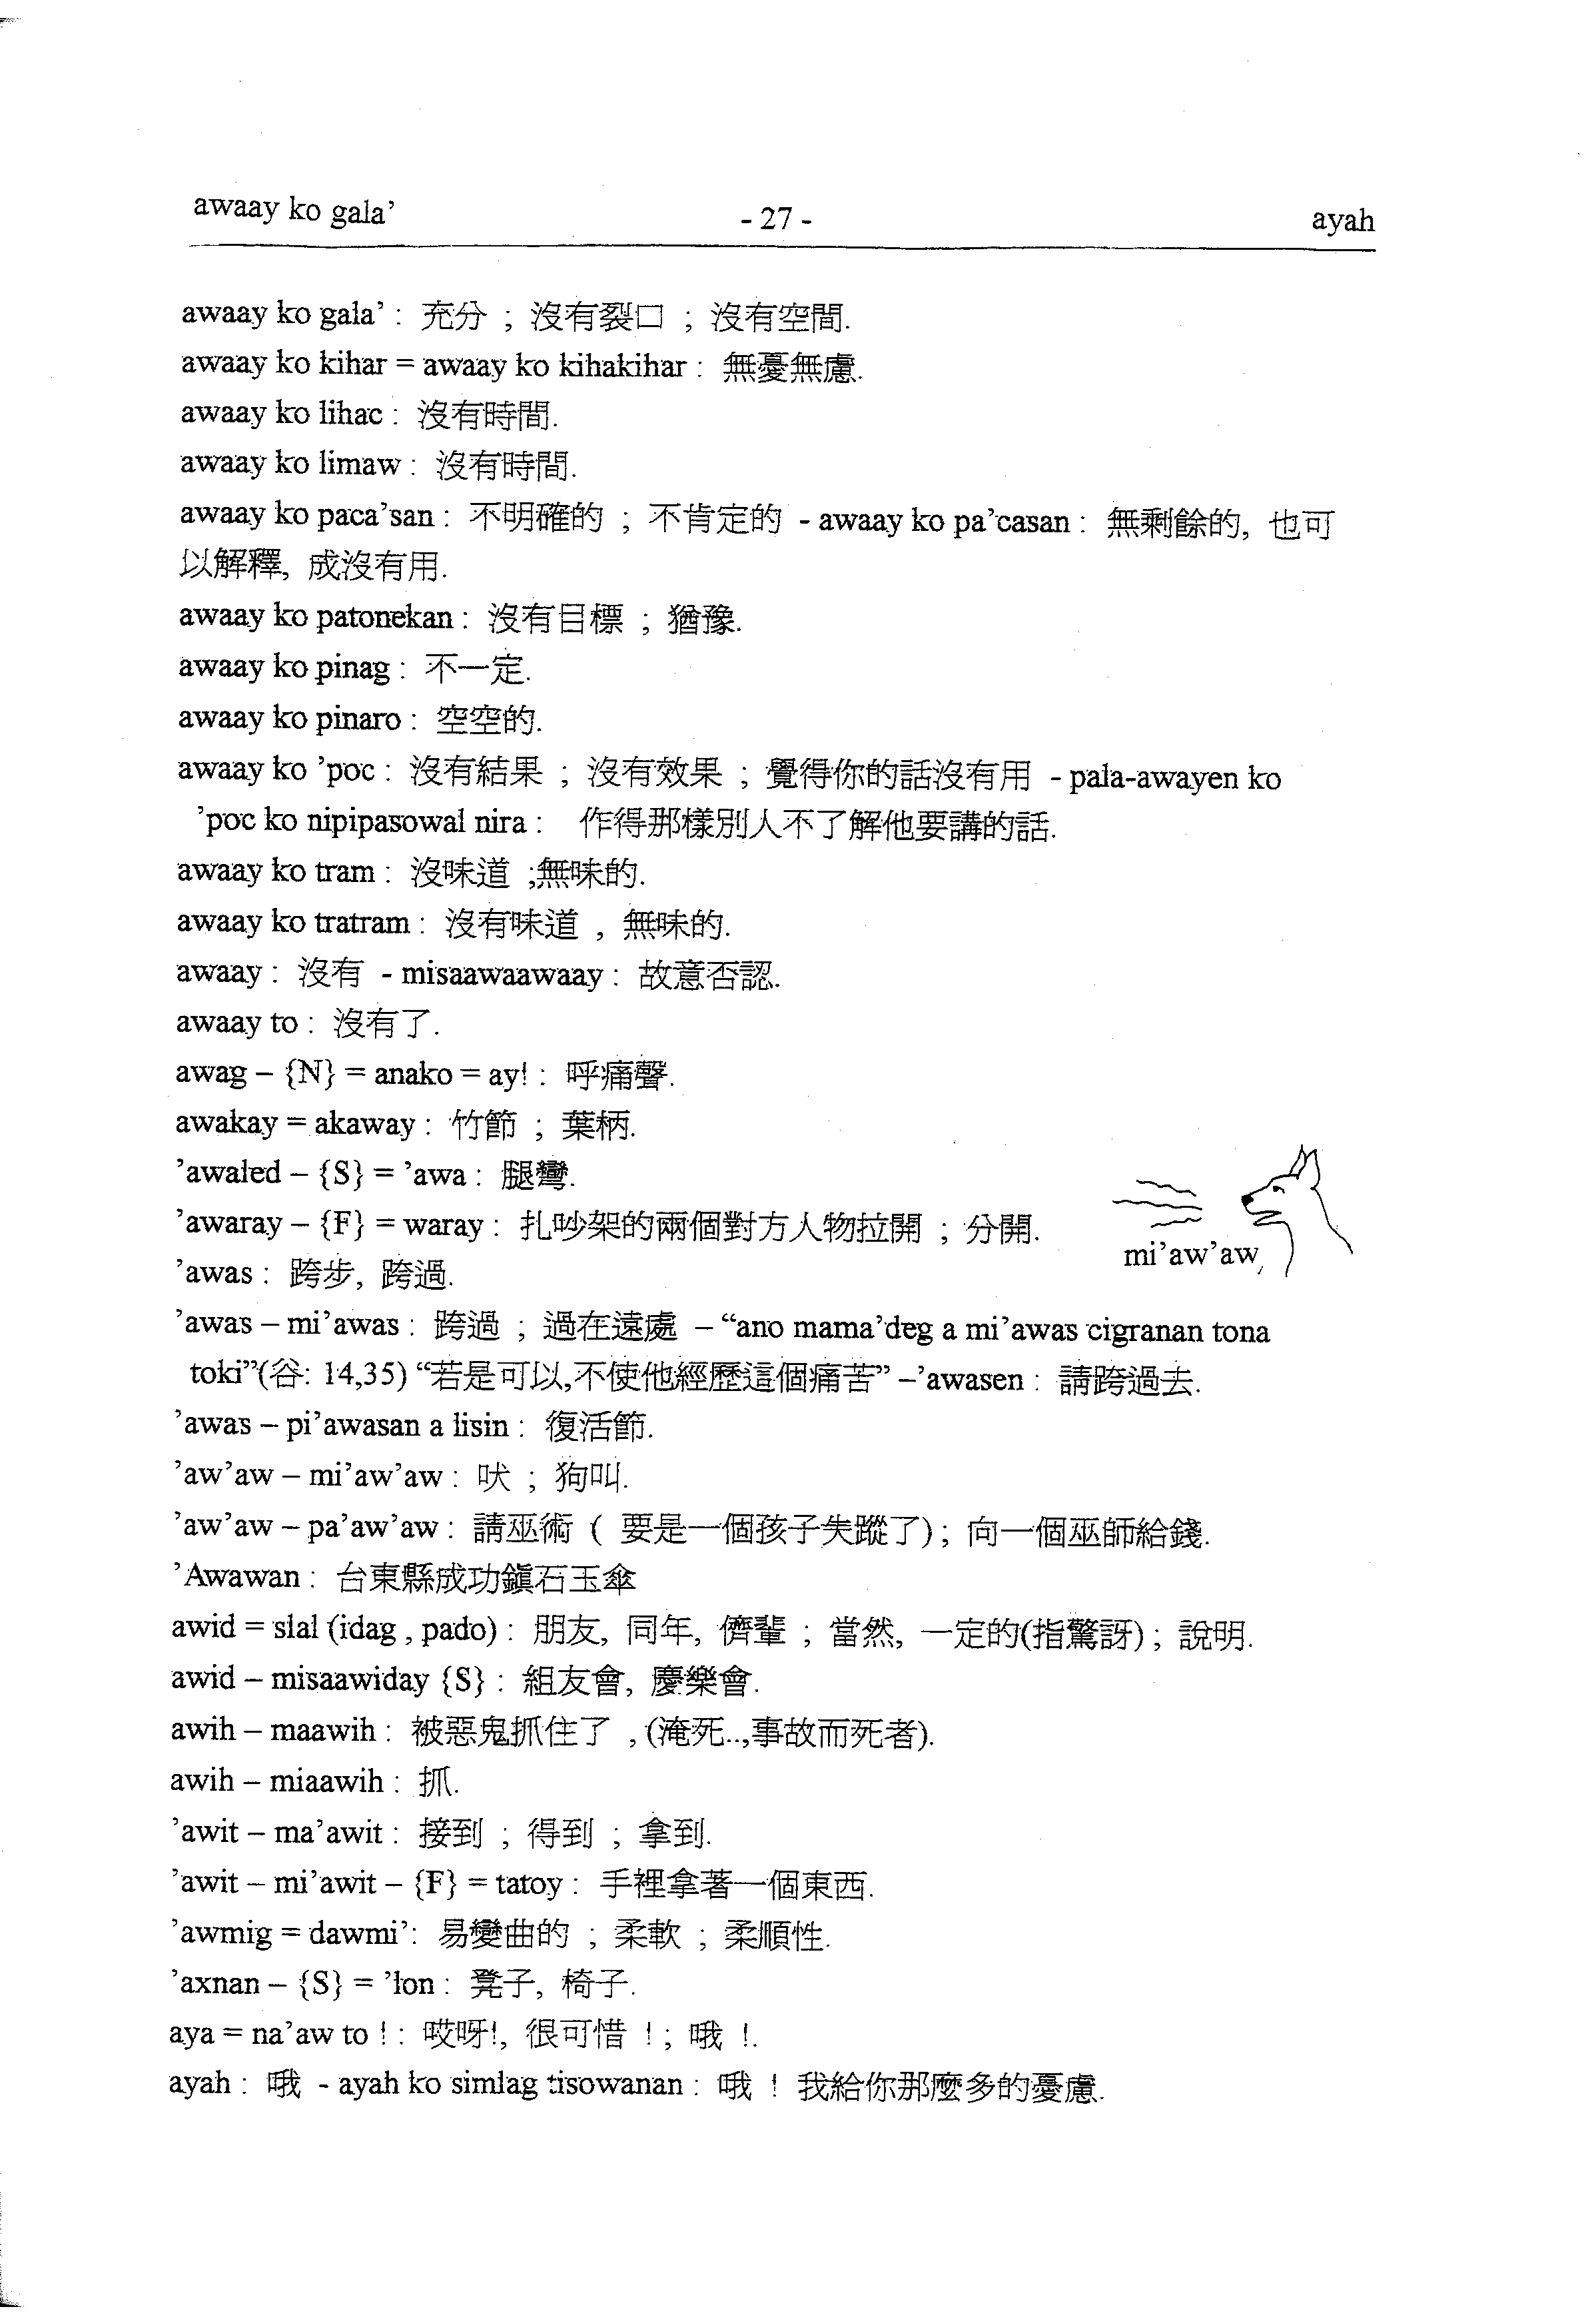 awaay ko gala’ - 27 - ayah
awaay ko gala’ : 充分 ; 沒有裂口 ; 沒有空間.
awaay ko kihar = awaay ko kihakihar : 無憂無慮.
awaay ko lihac : 沒有時間.
awaay ko limaw : 沒有時間.
awaay ko paca’san : 不明確的 ; 不肯定的 - awaay ko pa’casan : 無剩餘的, 也可
以解釋, 成沒有用.
awaay ko patonekan : 沒有目標 ; 猶豫.
awaay ko pinag : 不一定.
awaay ko pinaro : 空空的.
awaay ko ’poc : 沒有結果 ; 沒有效果 ; 覺得你的話沒有用 - pala-awayen ko
’poc ko nipipasowal nira : 作得那樣別人不了解他要講的話.
awaay ko tram : 沒味道 ;無味的.
awaay ko tratram : 沒有味道 , 無味的.
awaay : 沒有 - misaawaawaay : 故意否認.
awaay to : 沒有了.
awag – {N} = anako = ay! : 呼痛聲.
awakay = akaway : 竹節 ; 葉柄.
’awaled – {S} = ’awa : 腿彎.
’awaray – {F} = waray : 扎吵架的兩個對方人物拉開 ; 分開.
mi’aw’aw
’awas : 跨步, 跨過.
’awas – mi’awas : 跨過 ; 過在遠處 – “ano mama’deg a mi’awas cigranan tona
toki”(谷: 14,35) “若是可以,不使他經歷這個痛苦” –’awasen : 請跨過去.
’awas – pi’awasan a lisin : 復活節.
’aw’aw – mi’aw’aw : 吠 ; 狗叫.
’aw’aw – pa’aw’aw : 請巫術 ( 要是一個孩子失蹤了) ; 向一個巫師給錢.
’Awawan : 台東縣成功鎭石玉傘
awid = slal (idag , pado) : 朋友, 同年, 儕輩 ; 當然, 一定的(指驚訝) ; 說明.
awid – misaawiday {S} : 組友會, 慶樂會.
awih – maawih : 被惡鬼抓住了 , (淹死..,事故而死者).
awih – miaawih : 抓.
’awit – ma’awit : 接到 ; 得到 ; 拿到.
’awit – mi’awit – {F} = tatoy : 手裡拿著一個東西.
’awmig = dawmi’: 易變曲的 ; 柔軟 ; 柔順性.
’axnan – {S} = ’lon : 凳子, 椅子.
aya = na’aw to ! : 哎呀!, 很可惜 ! ; 哦 !.
ayah : 哦 - ayah ko simlag tisowanan : 哦 ! 我給你那麼多的憂慮.